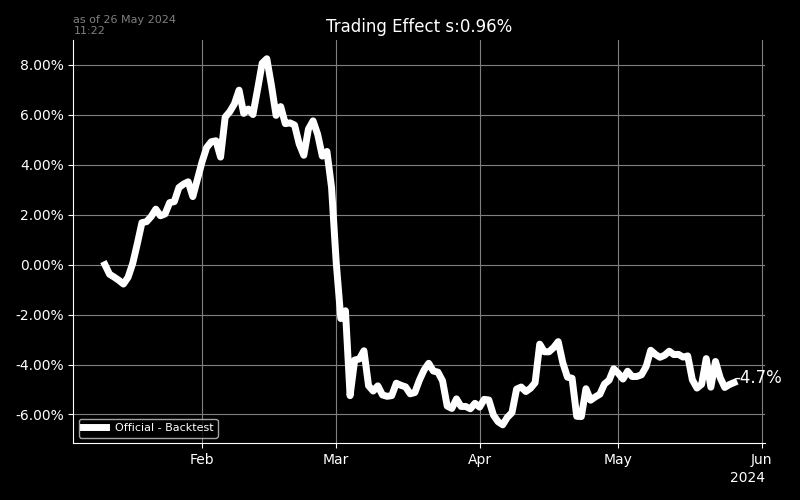 as of 26 May 2024
11:22
Trading Effect s:0.96%
8.00%
6.00%
4.00%
2.00%
0.00%
-2.00%
-4.00%
-6.00%
-4.7%
Official - Backtest
Feb
Mar
Apr
May
Jun
2024